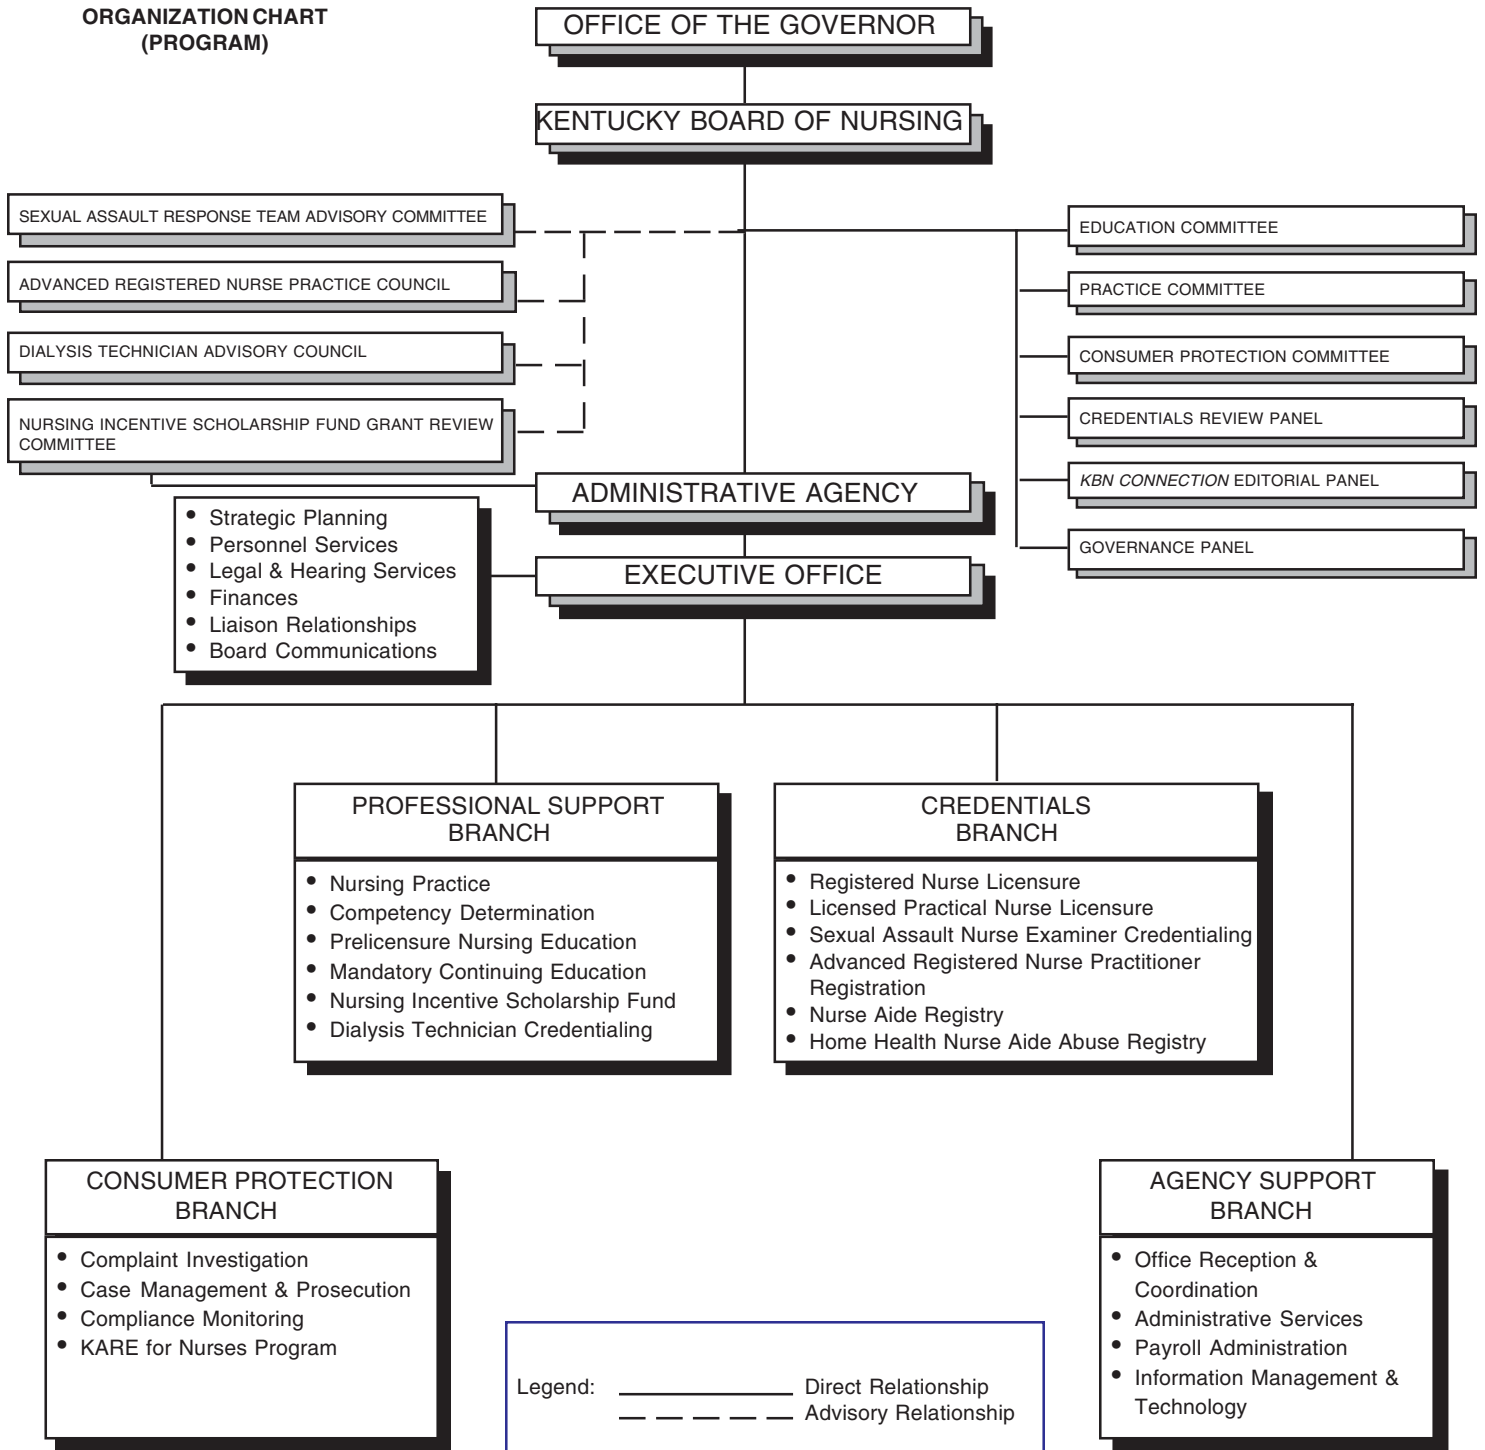 ORGANIZATION CHART
(PROGRAM)
OFFICE OF THE GOVERNOR
KENTUCKY BOARD OF NURSING
SEXUAL ASSAULT RESPONSE TEAM ADVISORY COMMITTEE
ADVANCED REGISTERED NURSE PRACTICE COUNCIL
DIALYSIS TECHNICIAN ADVISORY COUNCIL
NURSING INCENTIVE SCHOLARSHIP FUND GRANT REVIEW
COMMITTEE
EDUCATION COMMITTEE
PRACTICE COMMITTEE
CONSUMER PROTECTION COMMITTEE
CREDENTIALS REVIEW PANEL
KBN CONNECTION EDITORIAL PANEL
GOVERNANCE PANEL
ADMINISTRATIVE AGENCY
• Strategic Planning
• Personnel Services
• Legal & Hearing Services
• Finances
• Liaison Relationships
• Board Communications
EXECUTIVE OFFICE
PROFESSIONAL SUPPORT
BRANCH
• Nursing Practice
• Competency Determination
• Prelicensure Nursing Education
• Mandatory Continuing Education
• Nursing Incentive Scholarship Fund
• Dialysis Technician Credentialing
CREDENTIALS
BRANCH
• Registered Nurse Licensure
• Licensed Practical Nurse Licensure
• Sexual Assault Nurse Examiner Credentialing
• Advanced Registered Nurse Practitioner
Registration
• Nurse Aide Registry
• Home Health Nurse Aide Abuse Registry
CONSUMER PROTECTION
BRANCH
• Complaint Investigation
• Case Management & Prosecution
• Compliance Monitoring
• KARE for Nurses Program
AGENCY SUPPORT
BRANCH
• Office Reception &
Coordination
• Administrative Services
• Payroll Administration
• Information Management &
Technology
Legend: Direct Relationship
Advisory Relationship